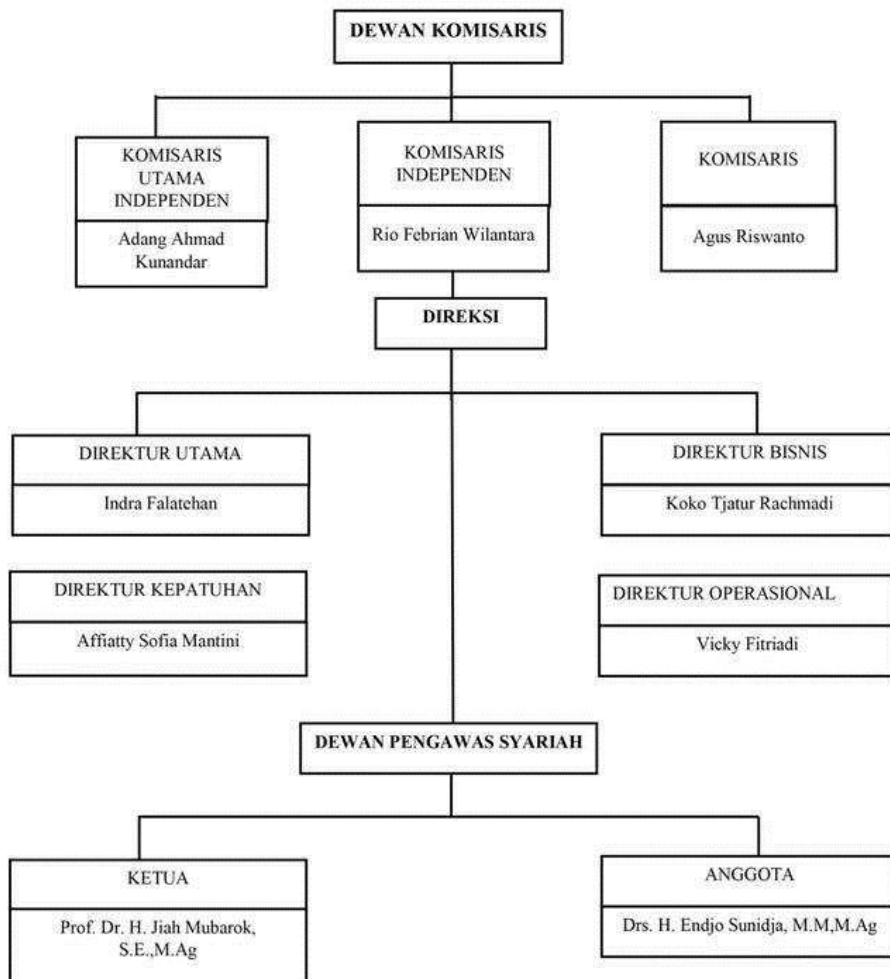 DEWAN KOMISARIS
KOMISARIS
UTAMA
INDEPENDEN
Adang Ahmad
Kunandar
KOMISARIS
INDEPENDEN
Rio Febrian Wilantara
KOMISARIS
Agus Riswanto
DIREKSI
DIREKTUR UTAMA
Indra Falatehan
DIREKTUR BISNIS
Koko Tjatur Rachmadi
DIREKTUR KEPATUHAN
Affiatty Sofia Mantini
DIREKTUR OPERASIONAL
Vicky Fitriadi
DEWAN PENGAWAS SYARIAH
KETUA
Prof. Dr. H. Jiah Mubarok,
S.E.,M.Ag
ANGGOTA
Drs. H. Endjo Sunidja, M.M,M.Ag